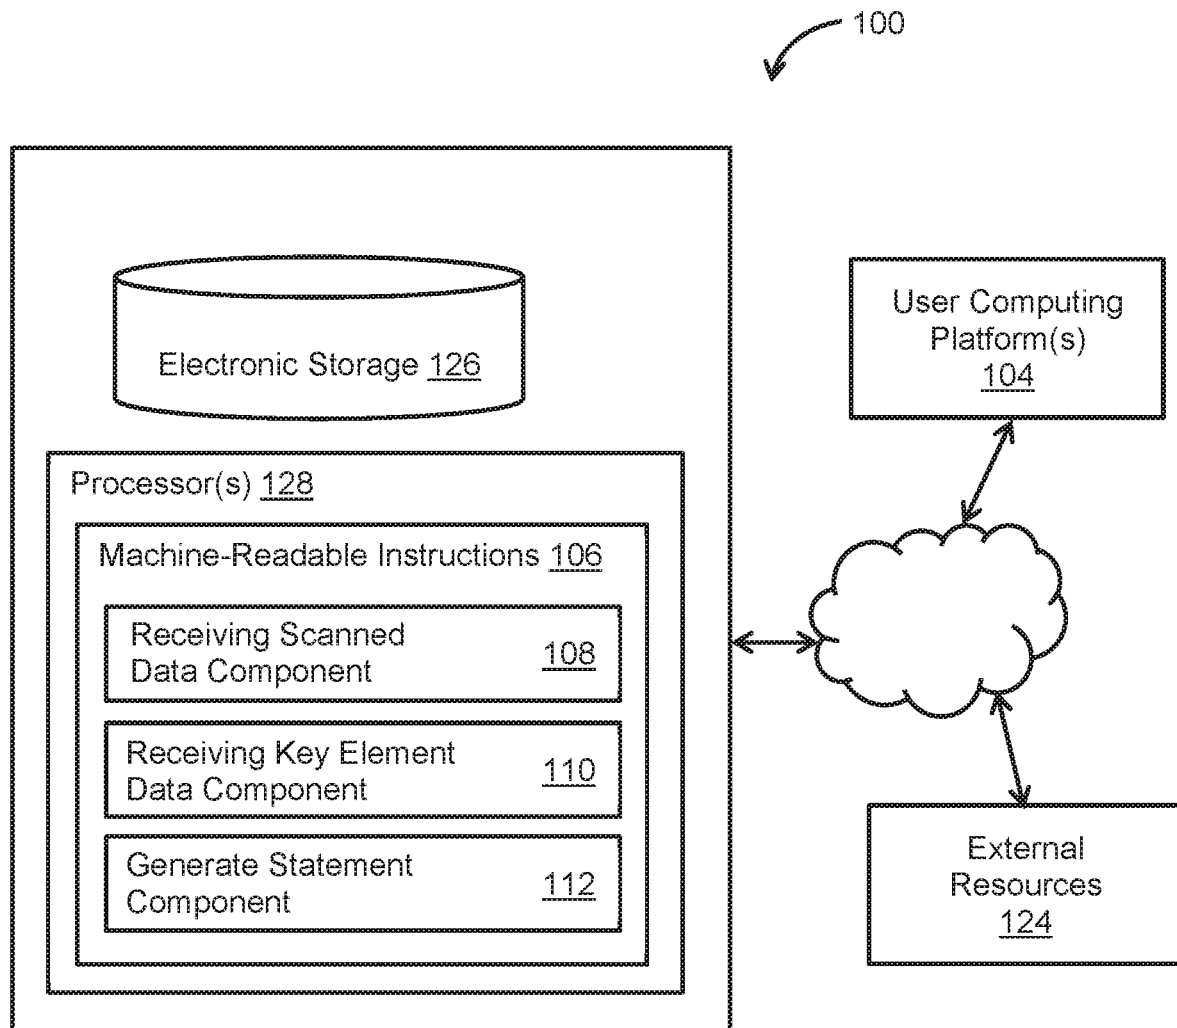 100
Electronic Storage 126
User Computing
Platform(s)
104
Processor(s) 128
Machine-Readable Instructions 106
Receiving Scanned
Data Component
108
Receiving Key Element
Data Component
110
Generate Statement
Component
112
External
Resources
124